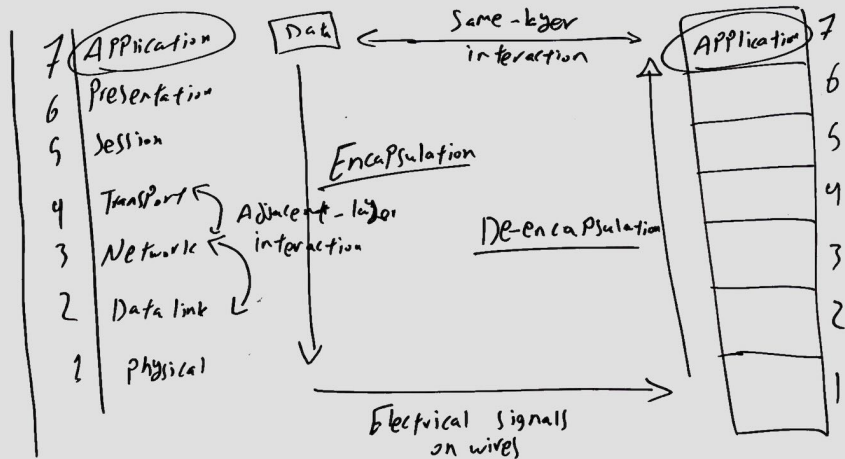 7 Application
6 Presentation
5 Session
4 Transport
3 Network
2 Data link
1 Physical
Adjacent-layer
interaction
Data
Same-layer
interaction
Encapsulation
De-encapsulation
Electrical signals
on wires
Application 7
6
5
4
3
2
1